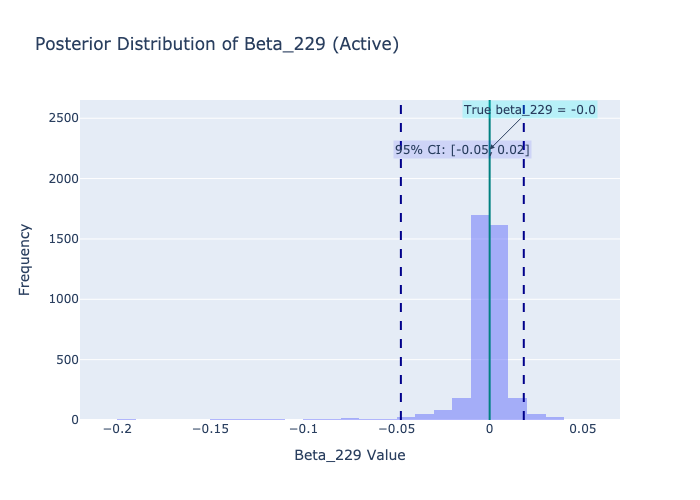 Posterior Distribution of Beta_229 (Active)
True beta_229 = -0.0
95% CI: [-0.05, 0.02]
2500
2000
1500
1000
500
0
Frequency
−0.2
−0.15
−0.1
−0.05
0
0.05
Beta_229 Value